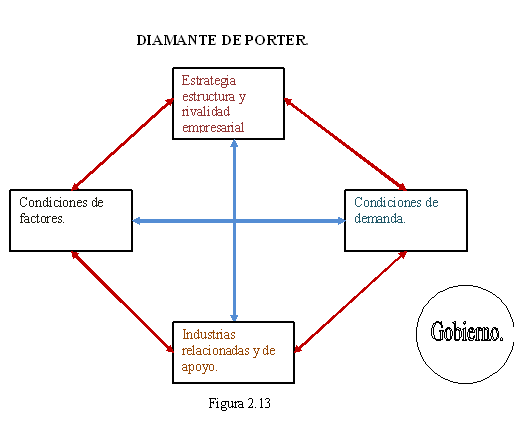 DIAMANTE DE PORTER.
Estrategia
estructura y
rivalidad
empresarial
Condiciones de
factores.
Condiciones de
demanda.
Industrias
relacionadas y de
apoyo.
Gobierno.
Figura 2.13